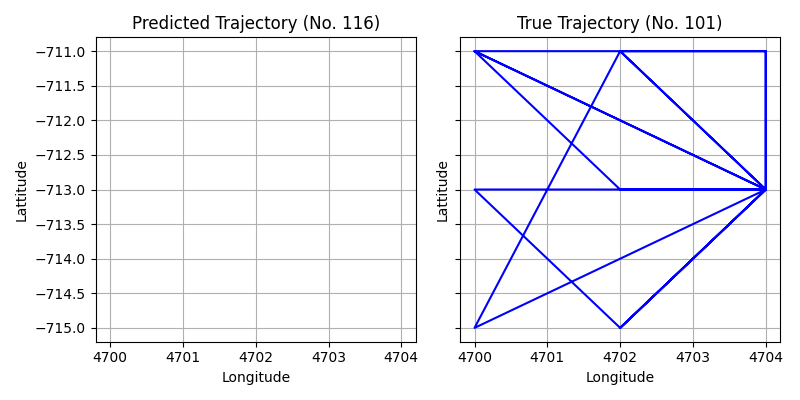 Predicted Trajectory (No. 116)
True Trajectory (No. 101)
−711.0
−711.5
−712.0
−712.5
−713.0
−713.5
−714.0
−714.5
−715.0
Lattitude
Lattitude
4700 4701 4702 4703 4704
4700 4701 4702 4703 4704
Longitude
Longitude